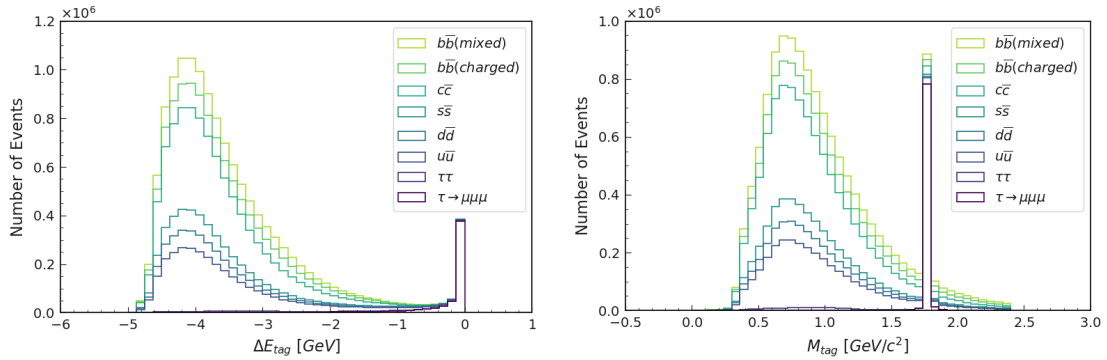 ×10⁶
1.2
1.0
0.8
0.6
0.4
0.2
0.0
Number of Events
−6 −5 −4 −3 −2 −1 0 1
ΔE_tag [GeV]
bb̅(mixed)
bb̅(charged)
cc̅
ss̅
dd̅
uu̅
ττ
τ → μμμ
×10⁶
1.0
0.8
0.6
0.4
0.2
0.0
Number of Events
−0.5 0.0 0.5 1.0 1.5 2.0 2.5 3.0
M_tag [GeV/c²]
bb̅(mixed)
bb̅(charged)
cc̅
ss̅
dd̅
uu̅
ττ
τ → μμμ